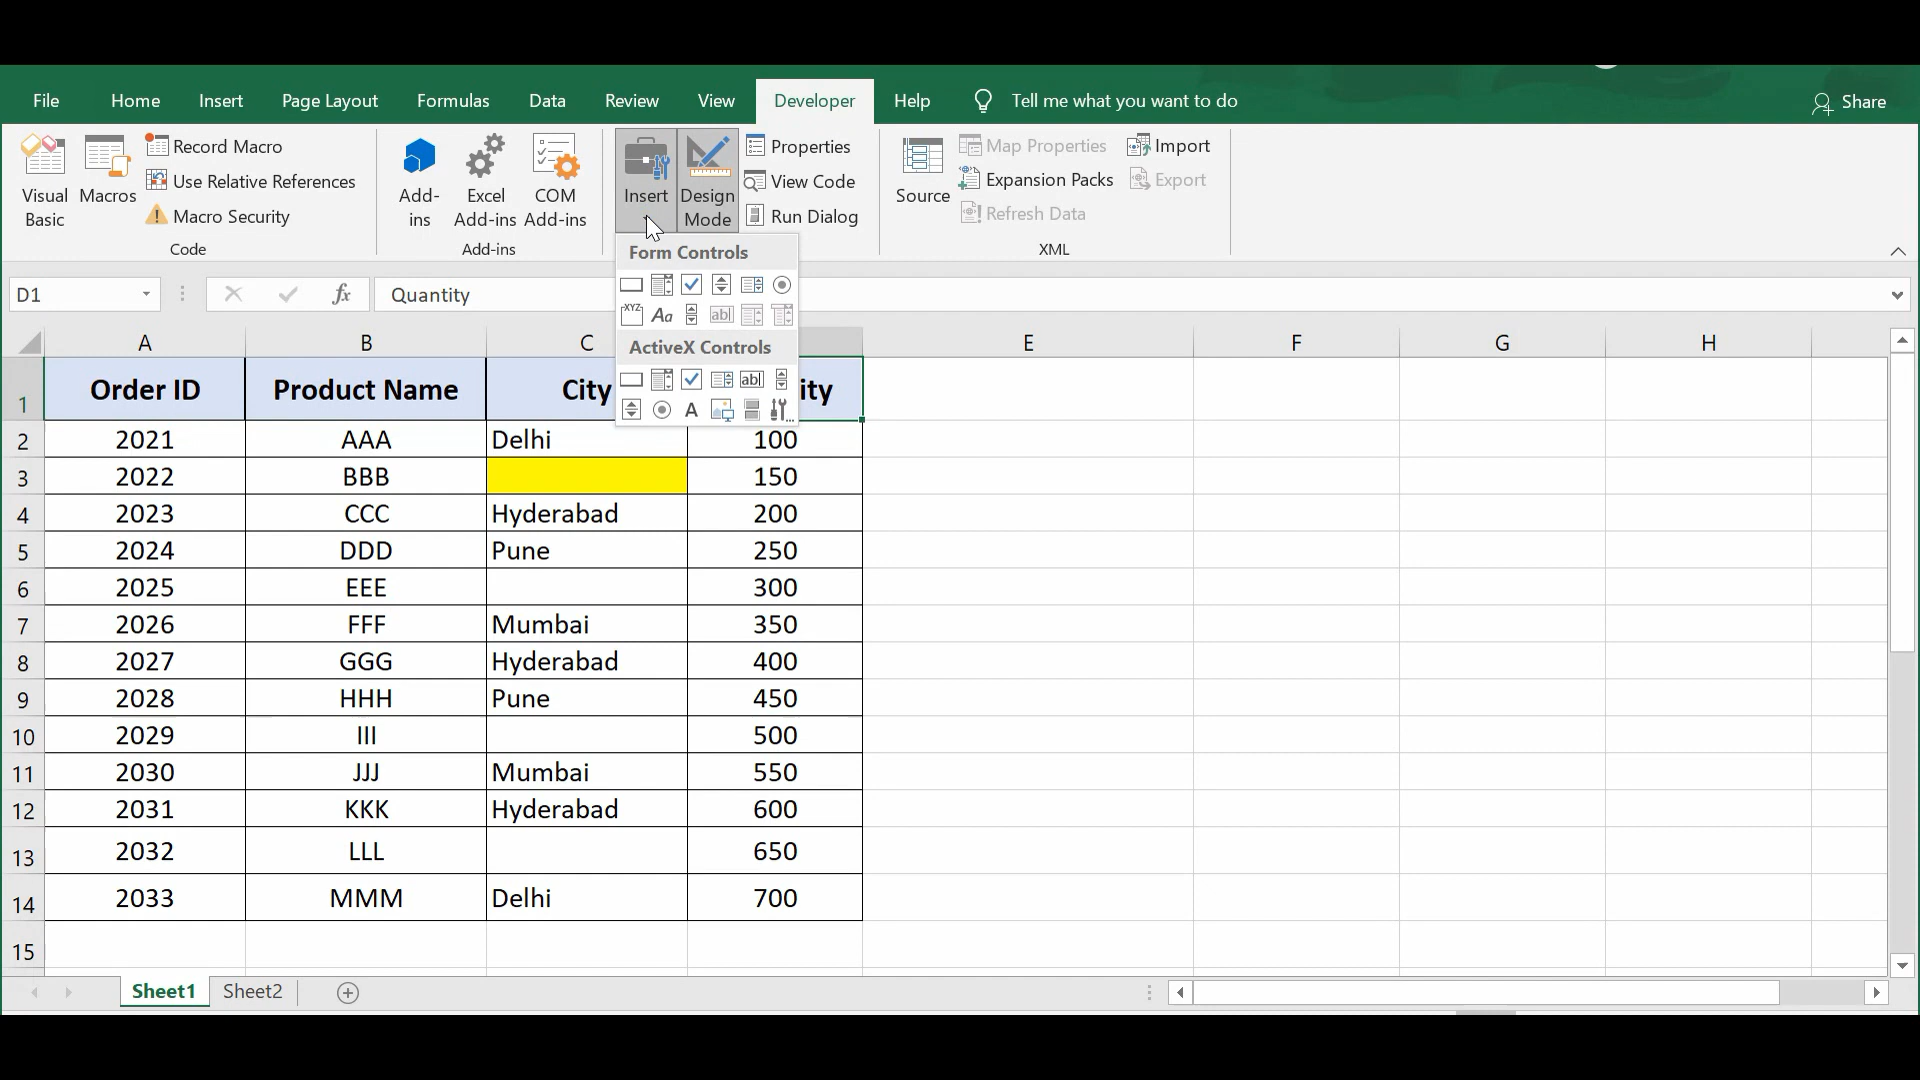 File Home Insert Page Layout Formulas Data Review View Developer Help Tell me what you want to do Share
Visual Basic
Macros
Record Macro
Use Relative References
Macro Security
Code
Add-ins
Excel Add-ins
COM Add-ins
Add-ins
Insert
Design Mode
Properties
View Code
Run Dialog
Source
Map Properties
Expansion Packs
Refresh Data
Import
Export
XML
Form Controls
XYZ Aa ab|
ActiveX Controls
ab|
A
D1 fx Quantity
A B C E F G H
1 Order ID Product Name City ity
2 2021 AAA Delhi 100
3 2022 BBB 150
4 2023 CCC Hyderabad 200
5 2024 DDD Pune 250
6 2025 EEE 300
7 2026 FFF Mumbai 350
8 2027 GGG Hyderabad 400
9 2028 HHH Pune 450
10 2029 III 500
11 2030 JJJ Mumbai 550
12 2031 KKK Hyderabad 600
13 2032 LLL 650
14 2033 MMM Delhi 700
15
Sheet1 Sheet2